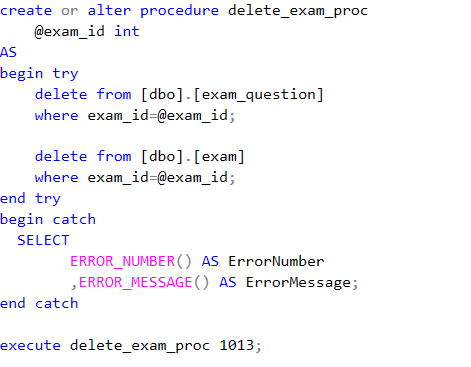 create or alter procedure delete_exam_proc
    @exam_id int
AS
begin try
    delete from [dbo].[exam_question]
    where exam_id=@exam_id;

    delete from [dbo].[exam]
    where exam_id=@exam_id;
end try
begin catch
  SELECT
        ERROR_NUMBER() AS ErrorNumber
        ,ERROR_MESSAGE() AS ErrorMessage;
end catch

execute delete_exam_proc 1013;